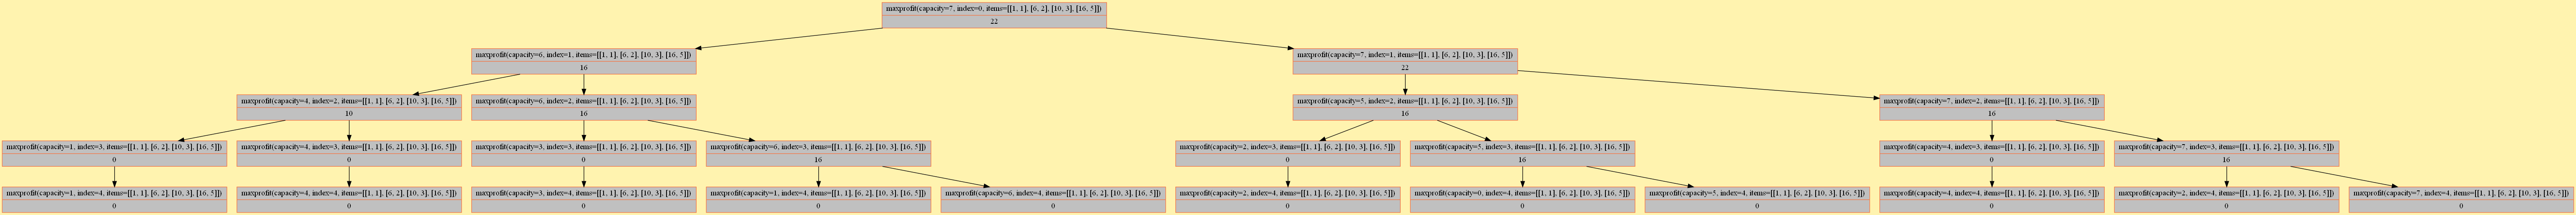 maxprofit(capacity=7, index=0, items=[[1, 1], [6, 2], [10, 3], [16, 5]])
22
maxprofit(capacity=6, index=1, items=[[1, 1], [6, 2], [10, 3], [16, 5]])
16
maxprofit(capacity=7, index=1, items=[[1, 1], [6, 2], [10, 3], [16, 5]])
22
maxprofit(capacity=4, index=2, items=[[1, 1], [6, 2], [10, 3], [16, 5]])
10
maxprofit(capacity=6, index=2, items=[[1, 1], [6, 2], [10, 3], [16, 5]])
16
maxprofit(capacity=5, index=2, items=[[1, 1], [6, 2], [10, 3], [16, 5]])
16
maxprofit(capacity=7, index=2, items=[[1, 1], [6, 2], [10, 3], [16, 5]])
16
maxprofit(capacity=1, index=3, items=[[1, 1], [6, 2], [10, 3], [16, 5]])
0
maxprofit(capacity=4, index=3, items=[[1, 1], [6, 2], [10, 3], [16, 5]])
0
maxprofit(capacity=3, index=3, items=[[1, 1], [6, 2], [10, 3], [16, 5]])
0
maxprofit(capacity=6, index=3, items=[[1, 1], [6, 2], [10, 3], [16, 5]])
16
maxprofit(capacity=2, index=3, items=[[1, 1], [6, 2], [10, 3], [16, 5]])
0
maxprofit(capacity=5, index=3, items=[[1, 1], [6, 2], [10, 3], [16, 5]])
16
maxprofit(capacity=4, index=3, items=[[1, 1], [6, 2], [10, 3], [16, 5]])
0
maxprofit(capacity=7, index=3, items=[[1, 1], [6, 2], [10, 3], [16, 5]])
16
maxprofit(capacity=1, index=4, items=[[1, 1], [6, 2], [10, 3], [16, 5]])
0
maxprofit(capacity=4, index=4, items=[[1, 1], [6, 2], [10, 3], [16, 5]])
0
maxprofit(capacity=3, index=4, items=[[1, 1], [6, 2], [10, 3], [16, 5]])
0
maxprofit(capacity=1, index=4, items=[[1, 1], [6, 2], [10, 3], [16, 5]])
0
maxprofit(capacity=6, index=4, items=[[1, 1], [6, 2], [10, 3], [16, 5]])
0
maxprofit(capacity=2, index=4, items=[[1, 1], [6, 2], [10, 3], [16, 5]])
0
maxprofit(capacity=0, index=4, items=[[1, 1], [6, 2], [10, 3], [16, 5]])
0
maxprofit(capacity=5, index=4, items=[[1, 1], [6, 2], [10, 3], [16, 5]])
0
maxprofit(capacity=4, index=4, items=[[1, 1], [6, 2], [10, 3], [16, 5]])
0
maxprofit(capacity=2, index=4, items=[[1, 1], [6, 2], [10, 3], [16, 5]])
0
maxprofit(capacity=7, index=4, items=[[1, 1], [6, 2], [10, 3], [16, 5]])
0